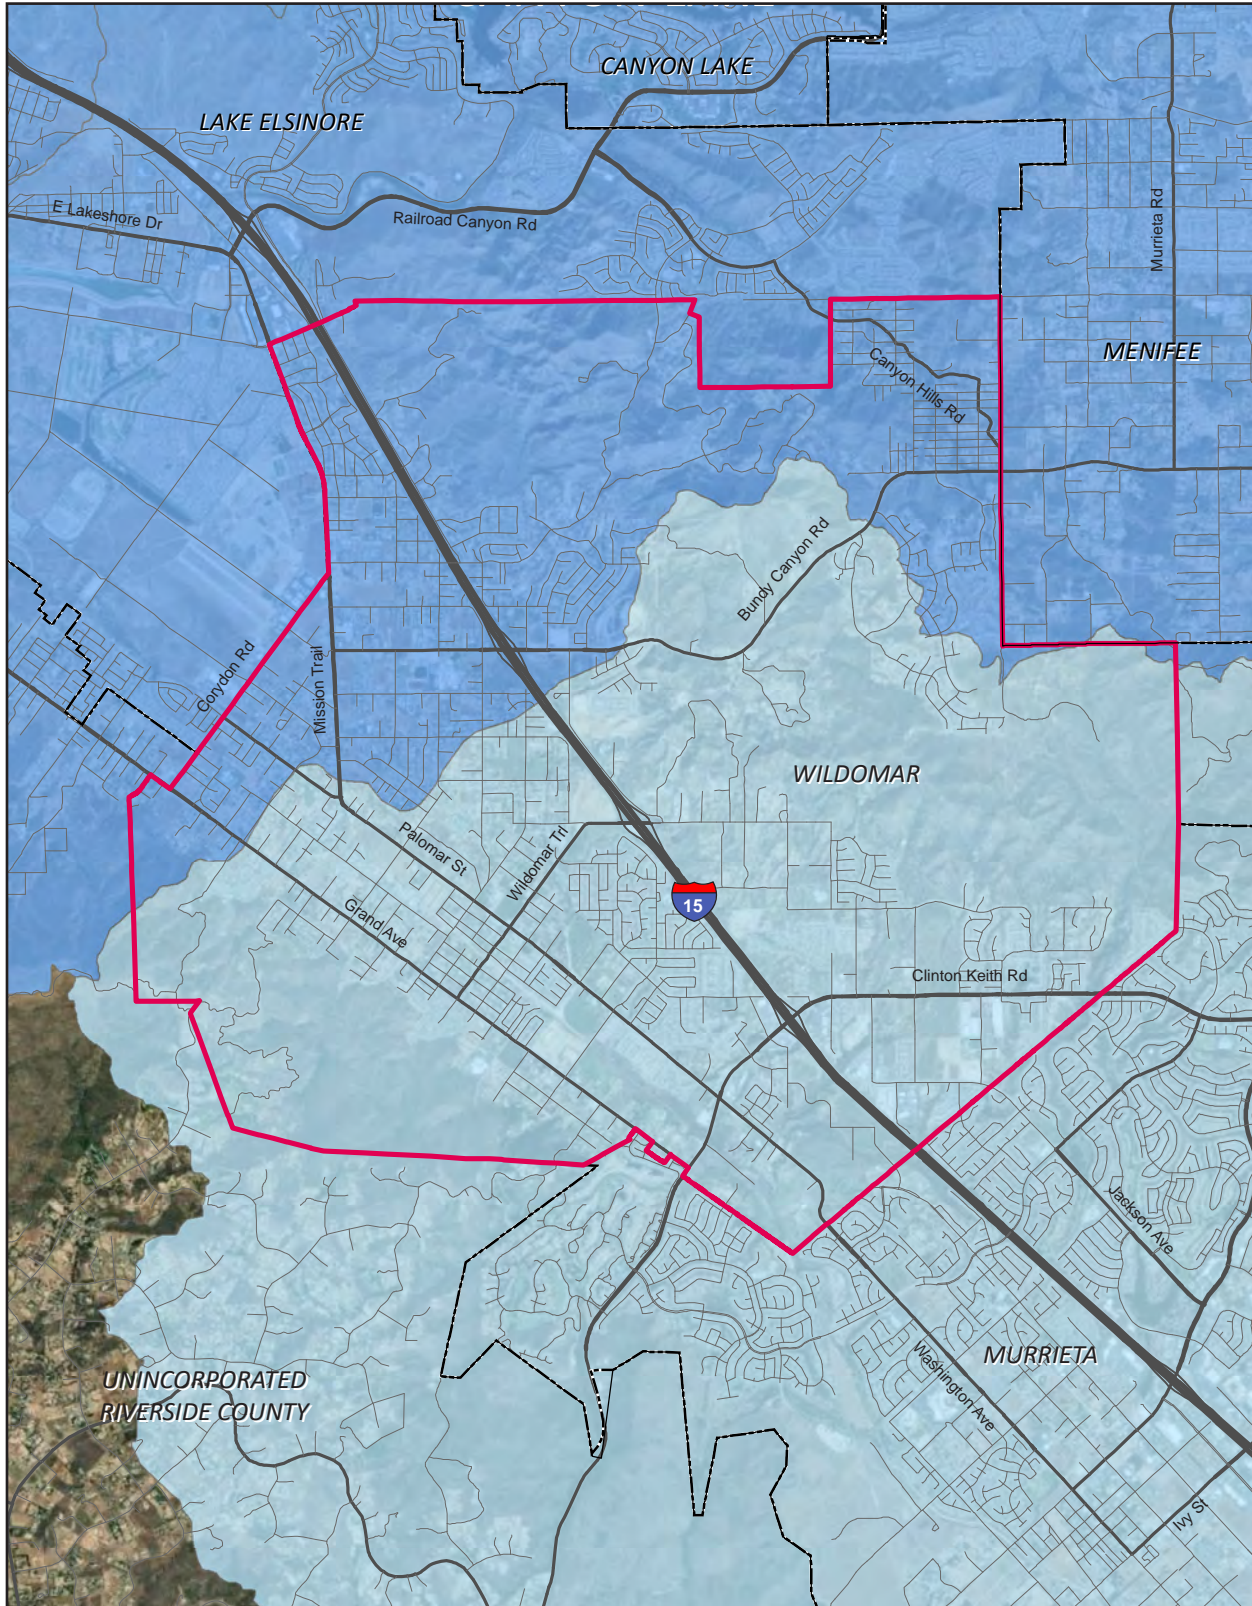 CANYON LAKE
LAKE ELSINORE
E Lakeshore Dr
Railroad Canyon Rd
Murrieta Rd
MENIFEE
Canyon Hills Rd
Bundy Canyon Rd
Corydon Rd
Mission Trail
WILDOMAR
Palomar St
Wildomar Trl
15
Grand Ave
Clinton Keith Rd
Jackson Ave
MURRIETA
Washington Ave
UNINCORPORATED
RIVERSIDE COUNTY
Ivy St